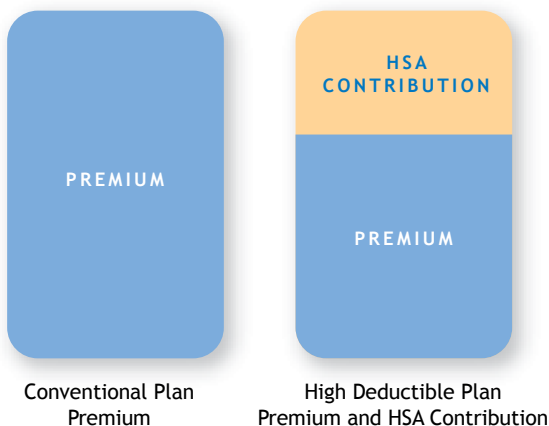 PREMIUM
Conventional Plan
Premium
HSA
CONTRIBUTION
PREMIUM
High Deductible Plan
Premium and HSA Contribution